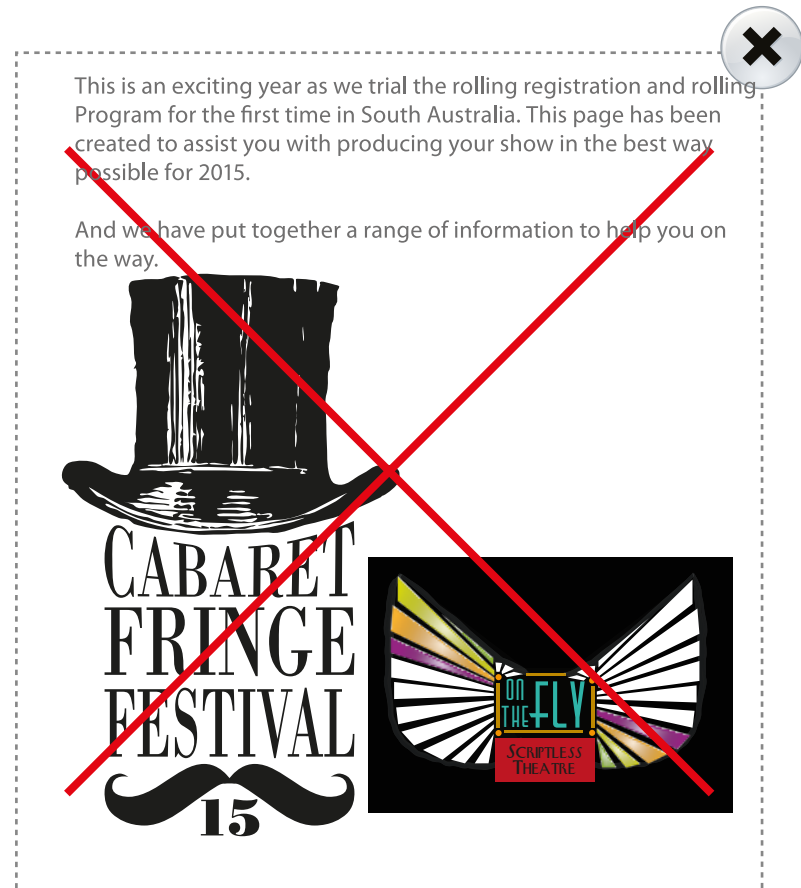 This is an exciting year as we trial the rolling registration and rolling
Program for the first time in South Australia. This page has been
created to assist you with producing your show in the best way
possible for 2015.
And we have put together a range of information to help you on
the way.
CABARET
FRINGE
FESTIVAL
15
ON
THE FLY
SCRIPTLESS
THEATRE